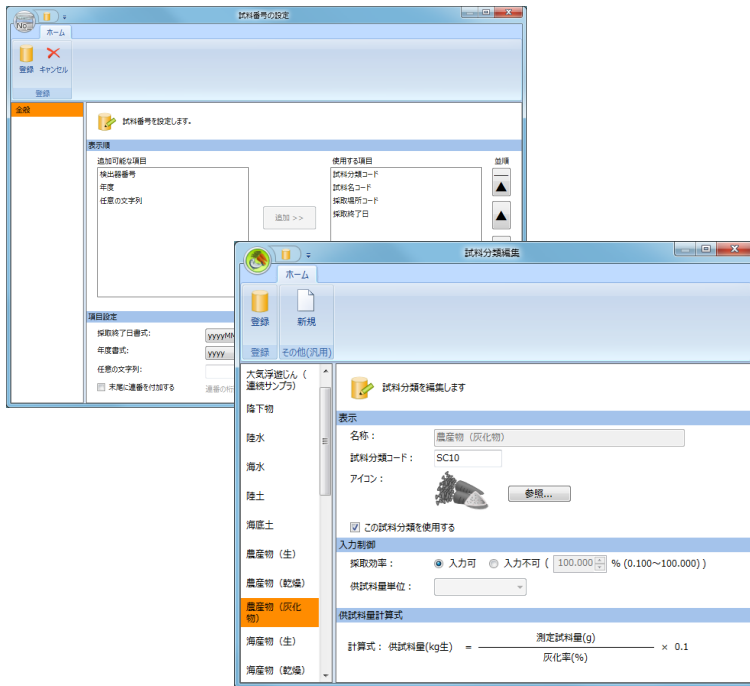 試料番号の設定
No
ホーム
登録 キャンセル
登録
全般
試料番号を設定します。
表示順
追加可能な項目
使用する項目
並順
検出器番号
年度
任意の文字列
追加 >>
試料分類コード
試料名コード
採取場所コード
採取終了日
項目設定
採取終了日書式:
yyyyMM
年度書式:
yyyy
任意の文字列:
末尾に連番を付加する
連番の桁
試料分類編集
ホーム
登録
新規
登録
その他(汎用)
大気浮遊じん(
連続サンプラ)
降下物
陸水
海水
陸土
海底土
農産物(生)
農産物(乾燥)
農産物(灰化
物)
海産物(生)
海産物(乾燥)
試料分類を編集します
表示
名称:
農産物(灰化物)
試料分類コード:
SC10
アイコン:
参照...
この試料分類を使用する
入力制御
採取効率:
入力可
入力不可 (
100.000
% (0.100~100.000) )
供試料量単位:
供試料量計算式
計算式: 供試料量(kg生) =
測定試料量(g)
灰化率(%)
× 0.1